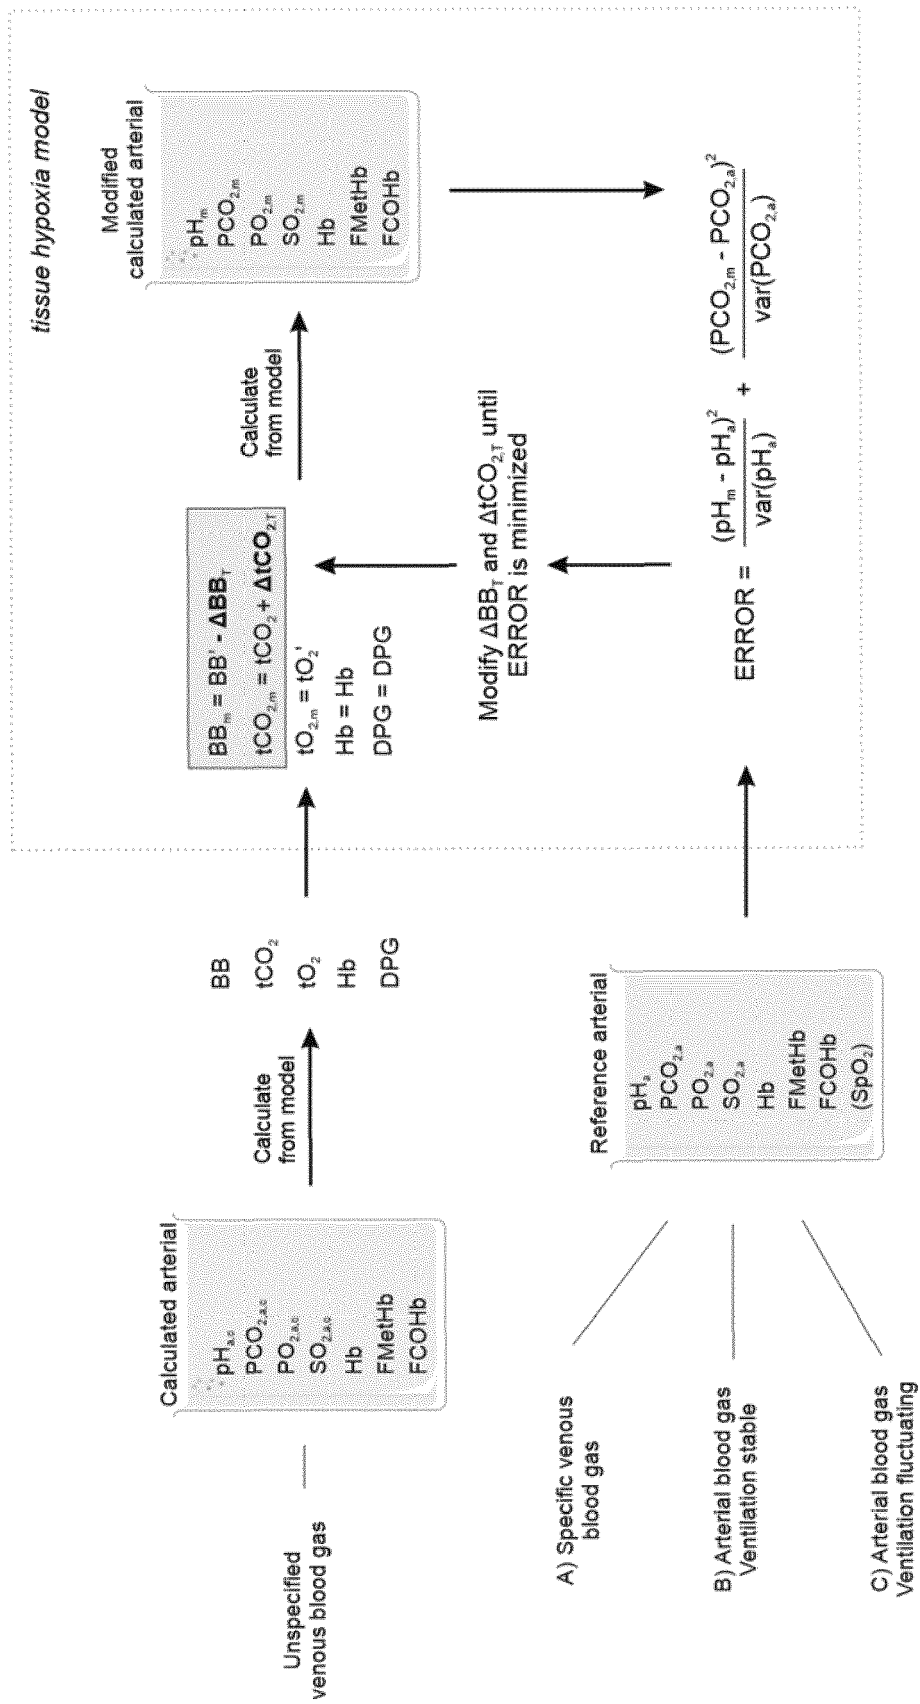 tissue hypoxia model
Unspecified
venous blood gas
Calculated arterial
pHa,c
PCO2,a,c
PO2,a,c
SO2,a,c
Hb
FMetHb
FCOHb
Calculate
from model
BB
tCO2
tO2
Hb
DPG
BBm = BB' - ΔBBT
tCO2,m = tCO2 + ΔtCO2,T
tO2,m = tO2'
Hb = Hb
DPG = DPG
Calculate
from model
Modified
calculated arterial
pHm
PCO2,m
PO2,m
SO2,m
Hb
FMetHb
FCOHb
Modify ΔBBT and ΔtCO2,T until
ERROR is minimized
A) Specific venous
blood gas
B) Arterial blood gas
Ventilation stable
C) Arterial blood gas
Ventilation fluctuating
Reference arterial
pHa
PCO2,a
PO2,a
SO2,a
Hb
FMetHb
FCOHb
(SpO2)
ERROR = (pHm - pHa)² / var(pHa) + (PCO2,m - PCO2,a)² / var(PCO2,a)